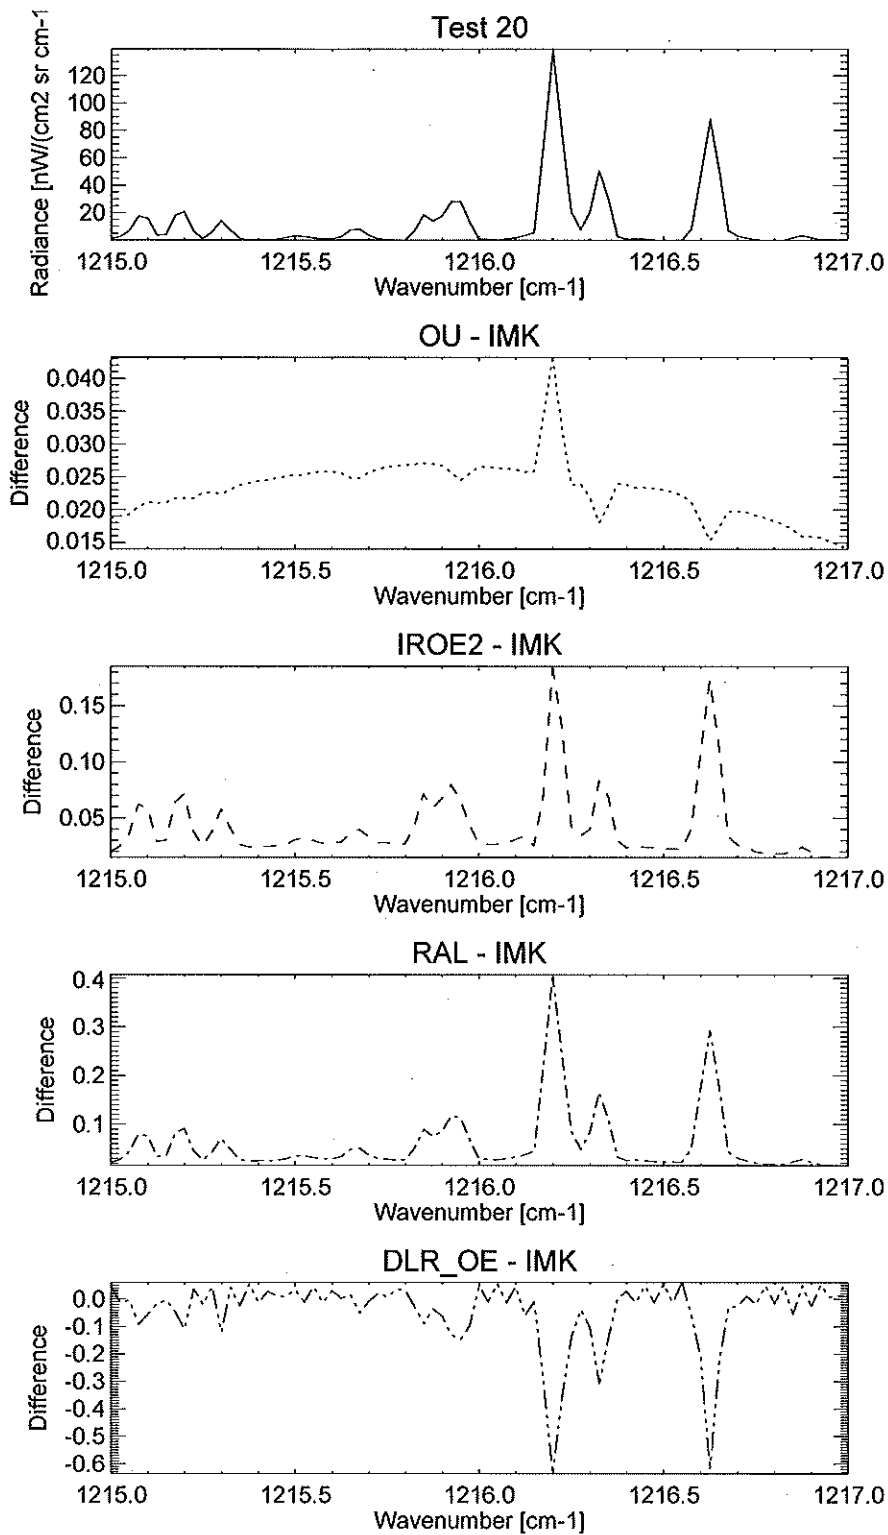 Test 20
Radiance [nW/(cm2 sr cm-1
120
100
80
60
40
20
1215.0 1215.5 1216.0 1216.5 1217.0
Wavenumber [cm-1]
OU - IMK
Difference
0.040
0.035
0.030
0.025
0.020
0.015
1215.0 1215.5 1216.0 1216.5 1217.0
Wavenumber [cm-1]
IROE2 - IMK
Difference
0.15
0.10
0.05
1215.0 1215.5 1216.0 1216.5 1217.0
Wavenumber [cm-1]
RAL - IMK
Difference
0.4
0.3
0.2
0.1
1215.0 1215.5 1216.0 1216.5 1217.0
Wavenumber [cm-1]
DLR_OE - IMK
Difference
0.0
-0.1
-0.2
-0.3
-0.4
-0.5
-0.6
1215.0 1215.5 1216.0 1216.5 1217.0
Wavenumber [cm-1]